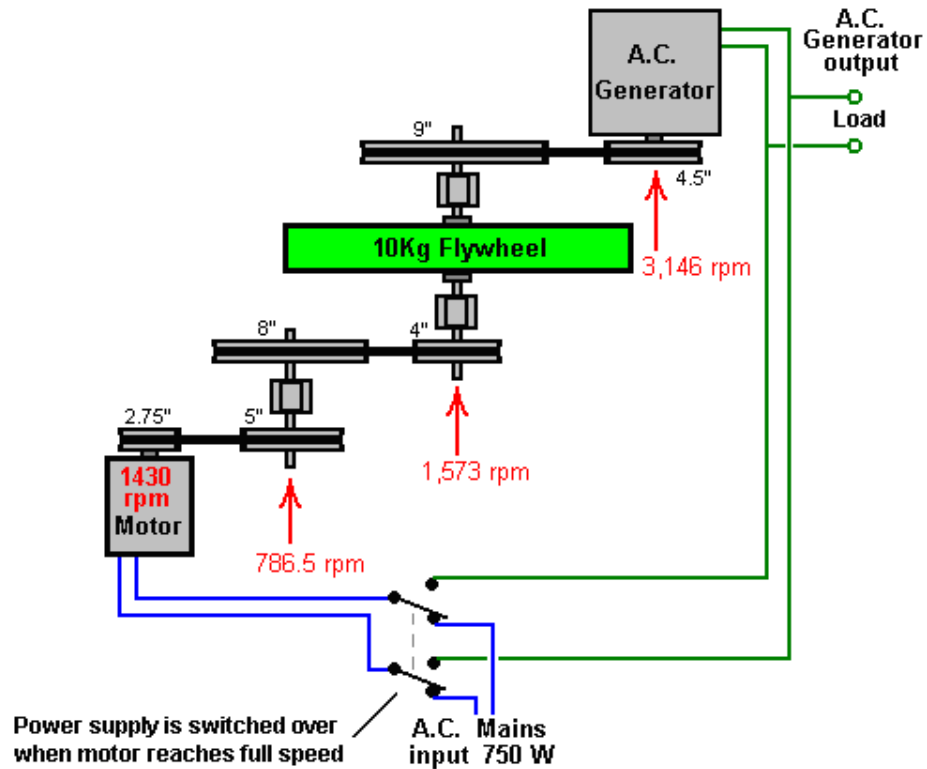 A.C.
Generator
output
A.C.
Generator
Load
9"
4.5"
10Kg Flywheel
3,146 rpm
8"
4"
2.75"
5"
1430
rpm
Motor
1,573 rpm
786.5 rpm
Power supply is switched over
when motor reaches full speed
A.C. Mains
input 750 W